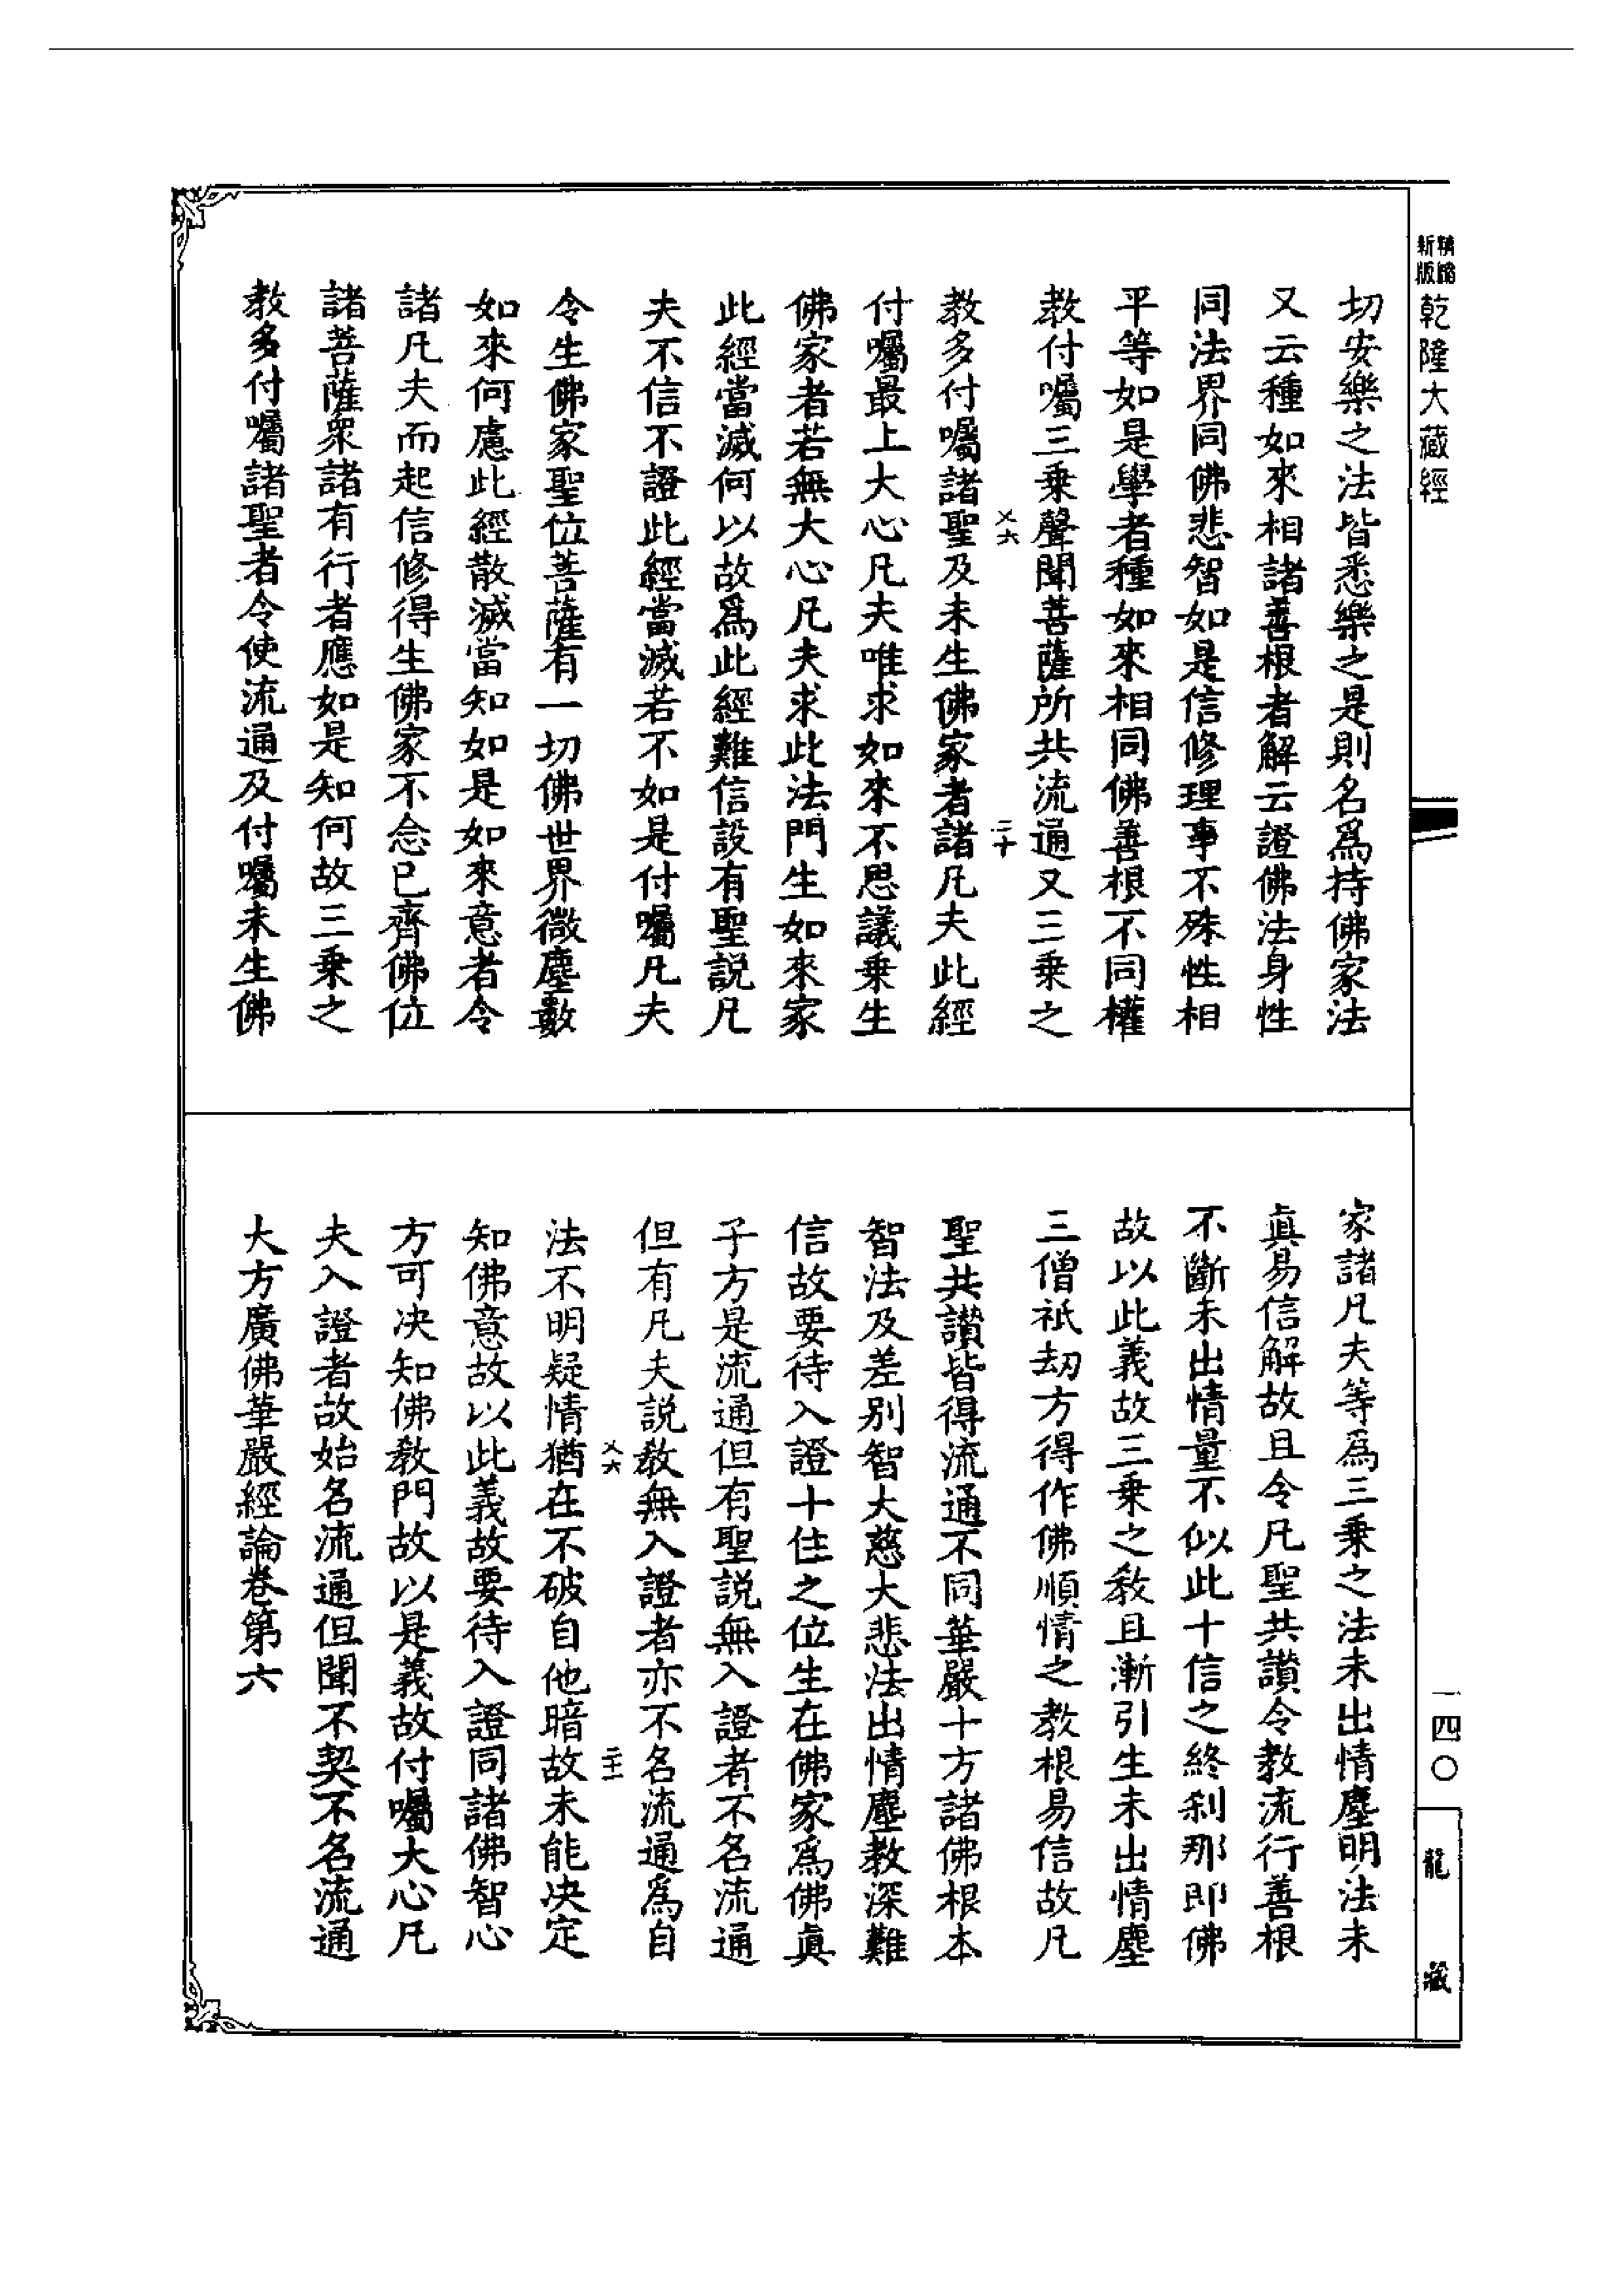 新版
精縮
乾隆大藏經
切安樂之法皆悉樂之是則名爲持佛家法
又云種如來相諸善根者解云證佛法身性
同法界同佛悲智如是信修理事不殊性相
平等如是學者種如來相同佛善根不同權
教付囑三乘聲聞菩薩所共流通又三乘之
㐅六
二十
教多付囑諸聖及未生佛家者諸凡夫此經
付囑最上大心凡夫唯求如來不思議乘生
佛家者若無大心凡夫求此法門生如來家
此經當滅何以故爲此經難信設有聖説凡
夫不信不證此經當滅若不如是付囑凡夫
令生佛家聖位菩薩有一切佛世界微塵數
如來何慮此經散滅當知如是如來意者令
諸凡夫而起信修得生佛家不念已齊佛位
諸菩薩衆諸有行者應如是知何故三乘之
教多付囑諸聖者令使流通及付囑未生佛
家諸凡夫等爲三乘之法未出情塵明法未
眞易信解故且令凡聖共讃令教流行善根
不斷未出情量不似此十信之終刹那即佛
故以此義故三乘之教且漸引生未出情塵
三僧祇劫方得作佛順情之教根易信故凡
聖共讃皆得流通不同華嚴十方諸佛根本
智法及差別智大慈大悲法出情塵教深難
信故要待入證十住之位生在佛家爲佛眞
子方是流通但有聖説無入證者不名流通
但有凡夫説教無入證者亦不名流通爲自
㐅六
二十一
法不明疑情猶在不破自他暗故未能決定
知佛意故以此義故要待入證同諸佛智心
方可決知佛教門故以是義故付囑大心凡
夫入證者故始名流通但聞不契不名流通
大方廣佛華嚴經論卷第六
一四〇
龍藏